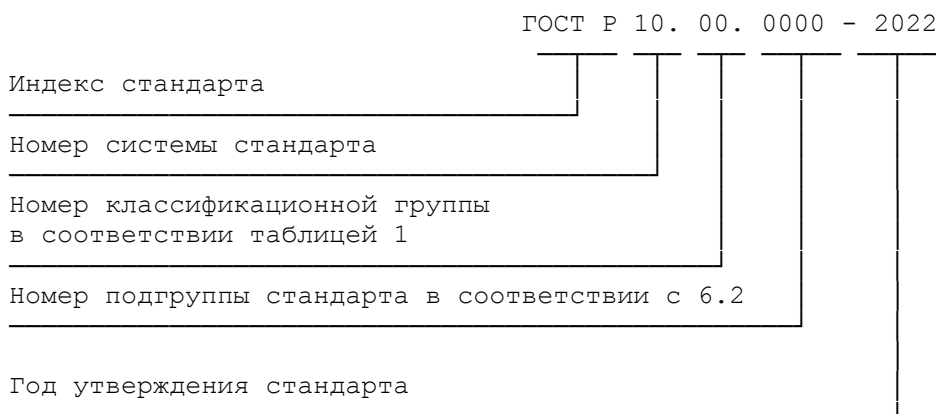 ГОСТ Р 10. 00. 0000 - 2022
Индекс стандарта
Номер системы стандарта
Номер классификационной группы
в соответствии таблицей 1
Номер подгруппы стандарта в соответствии с 6.2
Год утверждения стандарта